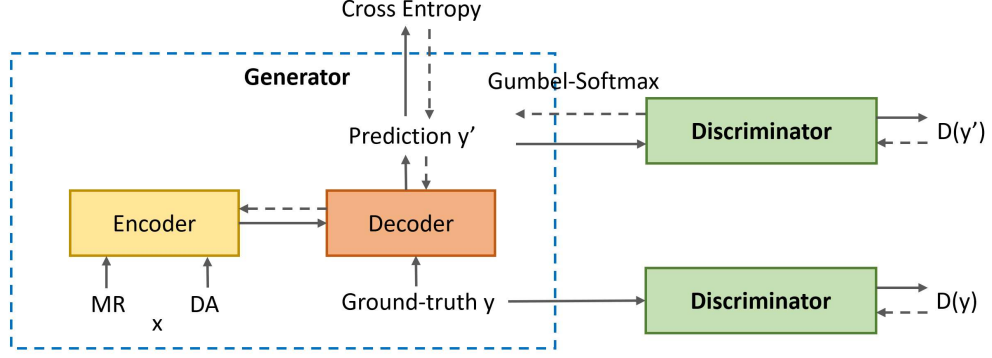 Cross Entropy
Generator
Gumbel-Softmax
Prediction y’
Discriminator
D(y’)
Encoder
Decoder
MR
DA
x
Ground-truth y
Discriminator
D(y)